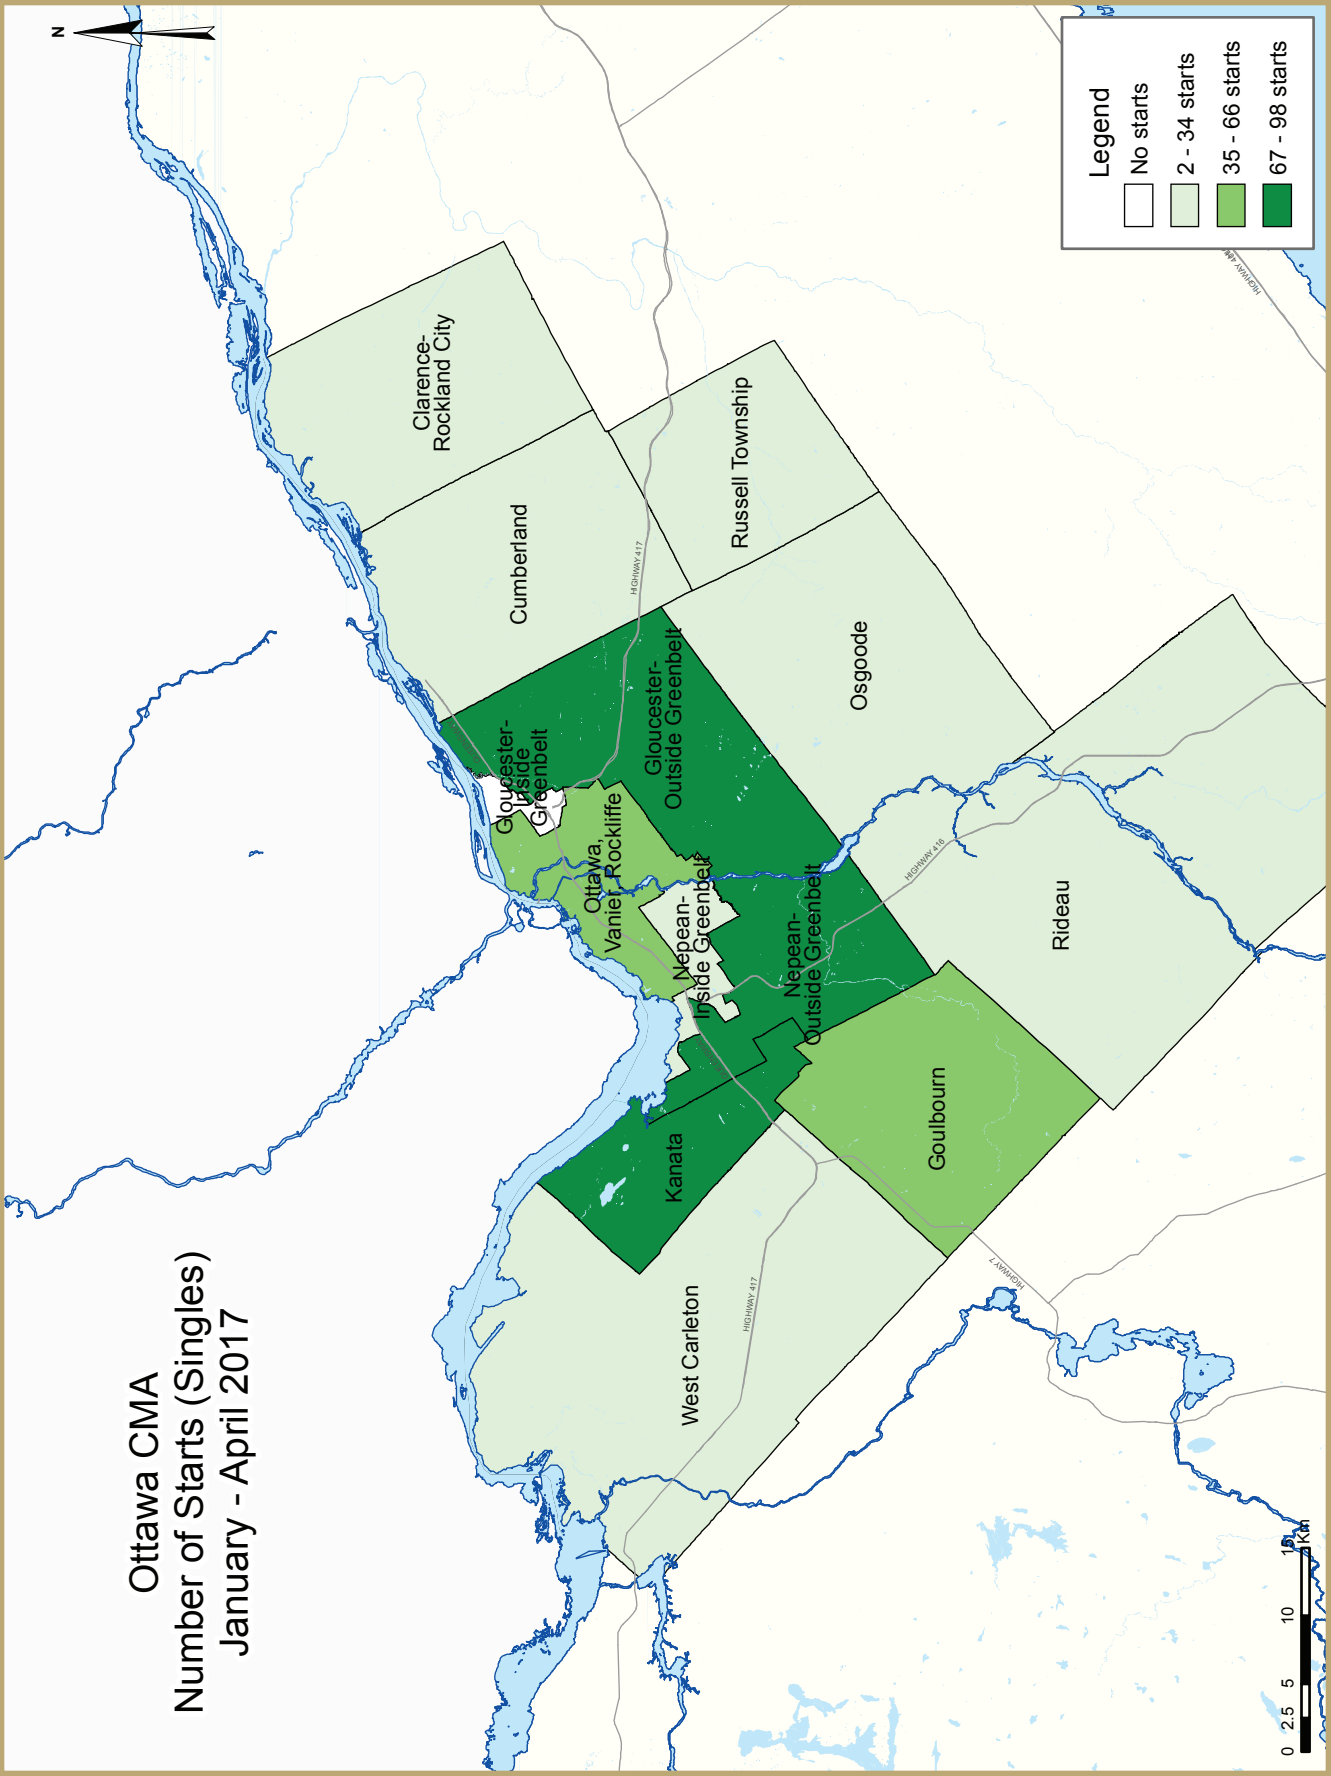 Ottawa CMA
Number of Starts (Singles)
January - April 2017
N
Clarence-
Rockland City
Cumberland
Russell Township
HIGHWAY 417
Gloucester-
Inside
Greenbelt
Gloucester-
Outside Greenbelt
Osgoode
Ottawa,
Vanier, Rockliffe
Nepean-
Inside Greenbelt
Nepean-
Outside Greenbelt
HIGHWAY 416
Rideau
Kanata
Goulbourn
West Carleton
HIGHWAY 417
HIGHWAY 7
Legend
No starts
2 - 34 starts
35 - 66 starts
67 - 98 starts
0 2.5 5 10 15
Km